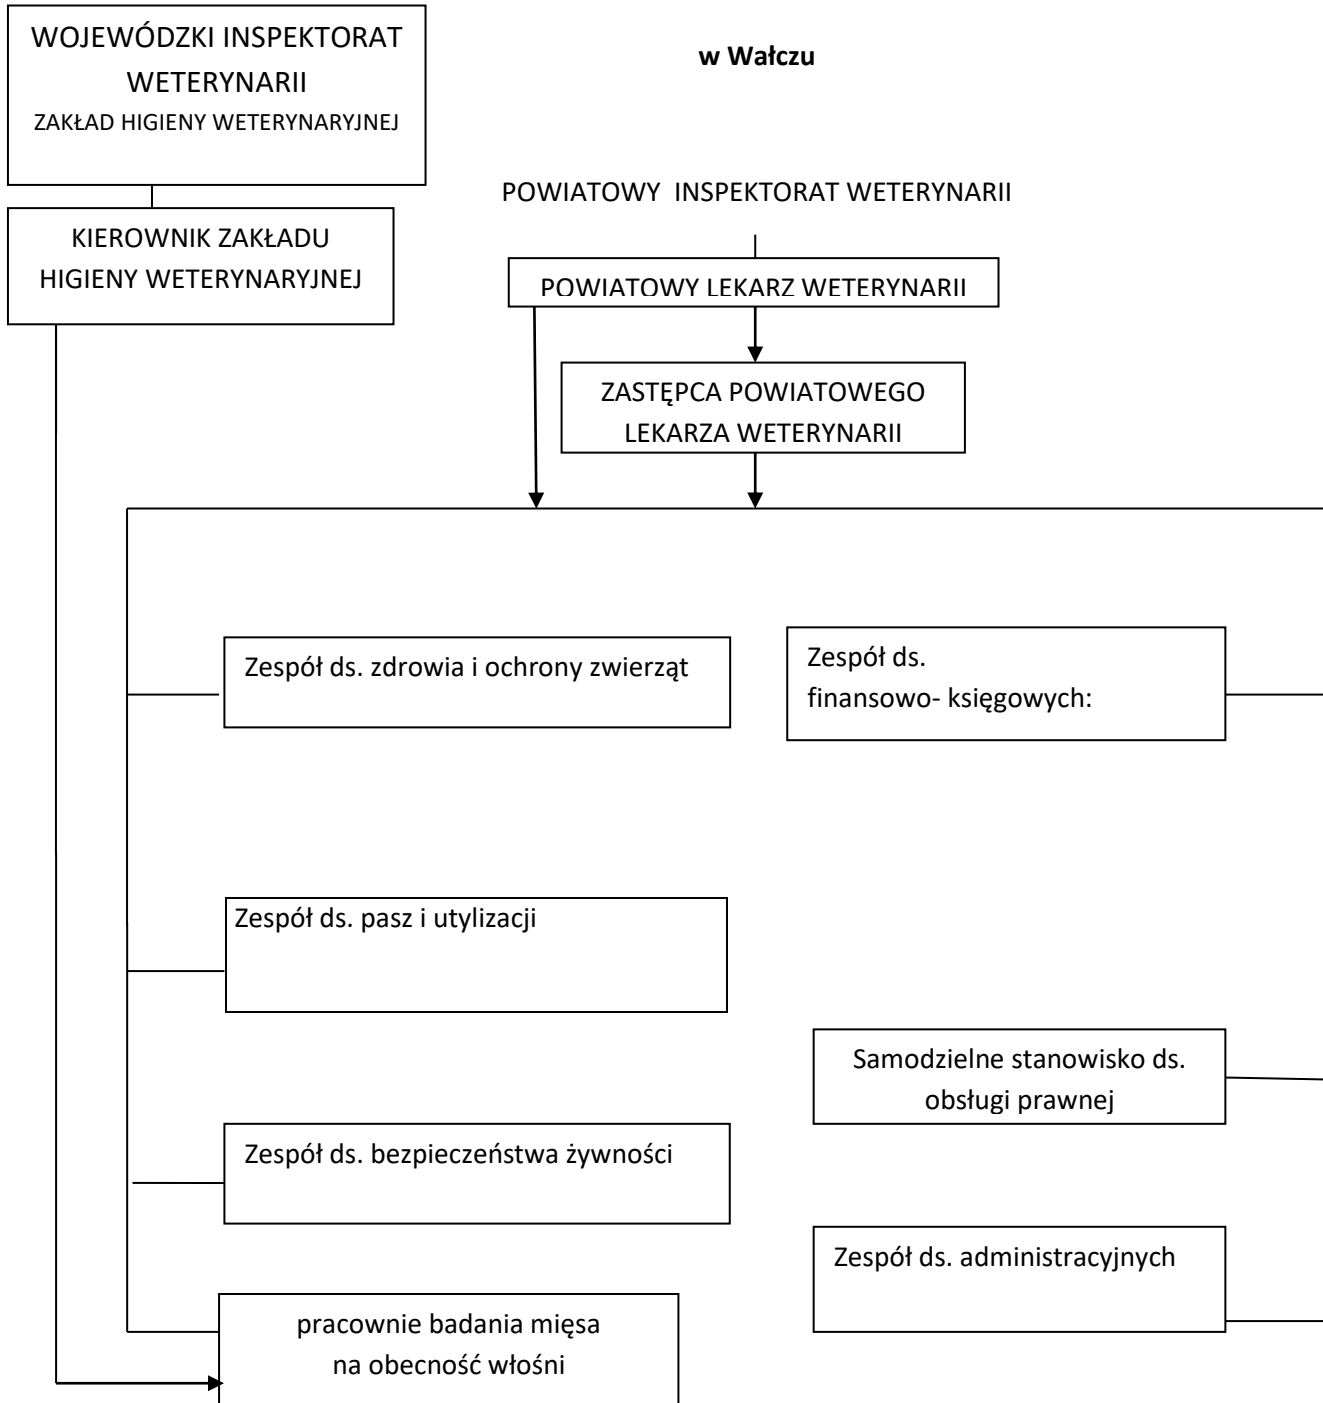 WOJEWÓDZKI INSPEKTORAT
WETERYNARII
ZAKŁAD HIGIENY WETERYNARYJNEJ
w Wałczu
POWIATOWY  INSPEKTORAT WETERYNARII
KIEROWNIK ZAKŁADU
HIGIENY WETERYNARYJNEJ
POWIATOWY LEKARZ WETERYNARII
ZASTĘPCA POWIATOWEGO
LEKARZA WETERYNARII
Zespół ds. zdrowia i ochrony zwierząt
Zespół ds.
finansowo- księgowych:
Zespół ds. pasz i utylizacji
Samodzielne stanowisko ds.
obsługi prawnej
Zespół ds. bezpieczeństwa żywności
Zespół ds. administracyjnych
pracownie badania mięsa
na obecność włośni